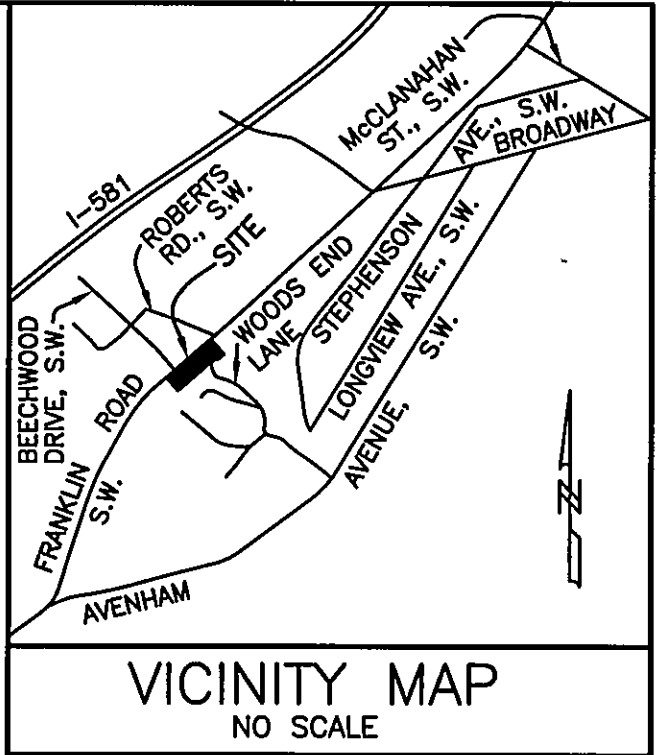 McCLANAHAN
ST., S.W.
AVE., S.W.
BROADWAY
I-581
ROBERTS
RD., S.W.
SITE
WOODS END
LANE
STEPHENSON
LONGVIEW AVE., S.W.
BEECHWOOD
DRIVE, S.W.
FRANKLIN ROAD
S.W.
AVENHAM AVENUE, S.W.
N
VICINITY MAP
NO SCALE